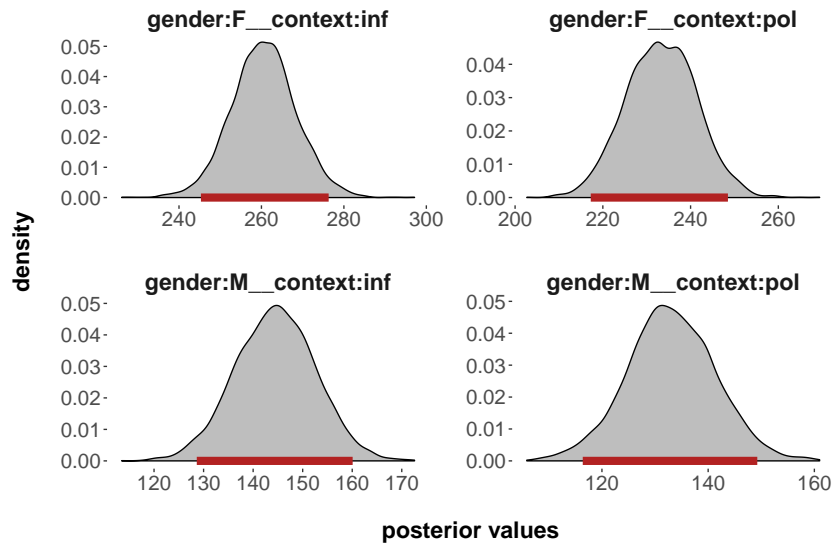 gender:F__context:inf
gender:F__context:pol
0.05
0.04
0.03
0.02
0.01
0.00
240 260 280 300
0.04
0.03
0.02
0.01
0.00
200 220 240 260
density
gender:M__context:inf
gender:M__context:pol
0.05
0.04
0.03
0.02
0.01
0.00
120 130 140 150 160 170
0.05
0.04
0.03
0.02
0.01
0.00
120 140 160
posterior values